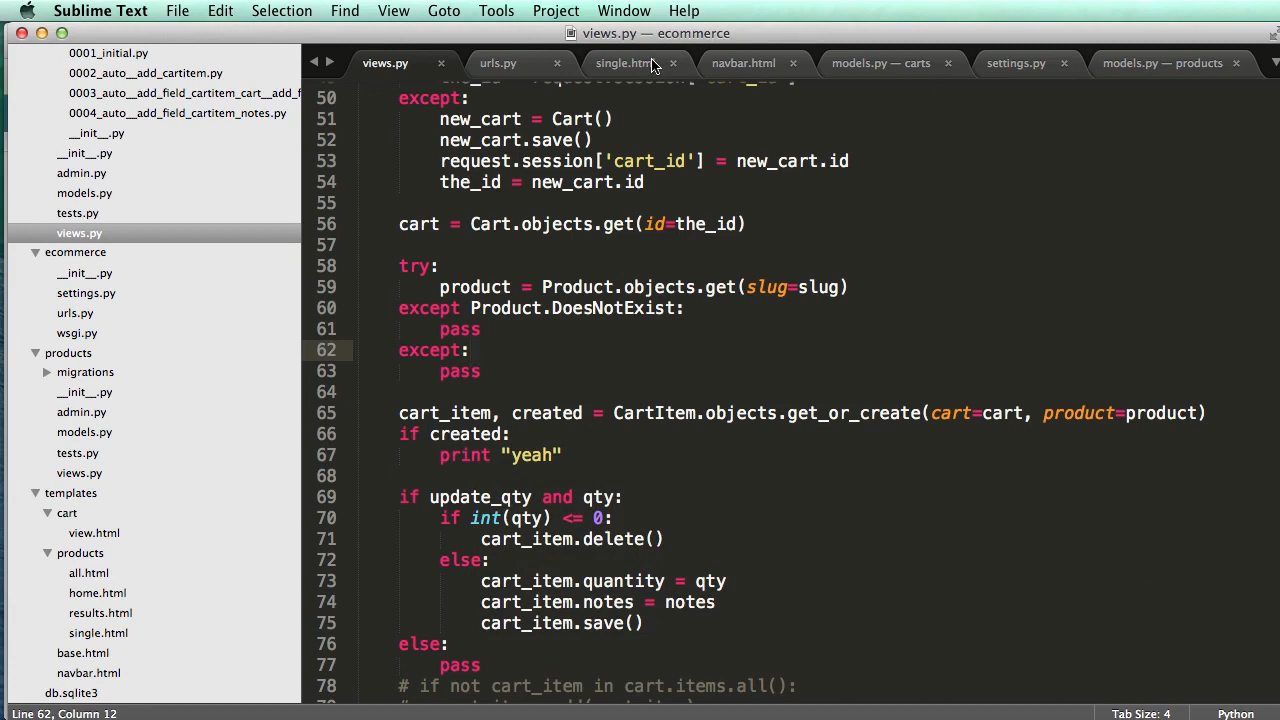 Sublime Text File Edit Selection Find View Goto Tools Project Window Help
views.py — ecommerce
views.py × urls.py × single.html × navbar.html × models.py — carts × settings.py × models.py — products ×
0001_initial.py
0002_auto__add_cartitem.py
0003_auto__add_field_cartitem_cart__add_f
0004_auto__add_field_cartitem_notes.py
__init__.py
__init__.py
admin.py
models.py
tests.py
views.py
ecommerce
__init__.py
settings.py
urls.py
wsgi.py
products
migrations
__init__.py
admin.py
models.py
tests.py
views.py
templates
cart
view.html
products
all.html
home.html
results.html
single.html
base.html
navbar.html
db.sqlite3
50 except:
51 new_cart = Cart()
52 new_cart.save()
53 request.session['cart_id'] = new_cart.id
54 the_id = new_cart.id
55
56 cart = Cart.objects.get(id=the_id)
57
58 try:
59 product = Product.objects.get(slug=slug)
60 except Product.DoesNotExist:
61 pass
62 except:
63 pass
64
65 cart_item, created = CartItem.objects.get_or_create(cart=cart, product=product)
66 if created:
67 print "yeah"
68
69 if update_qty and qty:
70 if int(qty) <= 0:
71 cart_item.delete()
72 else:
73 cart_item.quantity = qty
74 cart_item.notes = notes
75 cart_item.save()
76 else:
77 pass
78 # if not cart_item in cart.items.all():
Line 62, Column 12 Tab Size: 4 Python